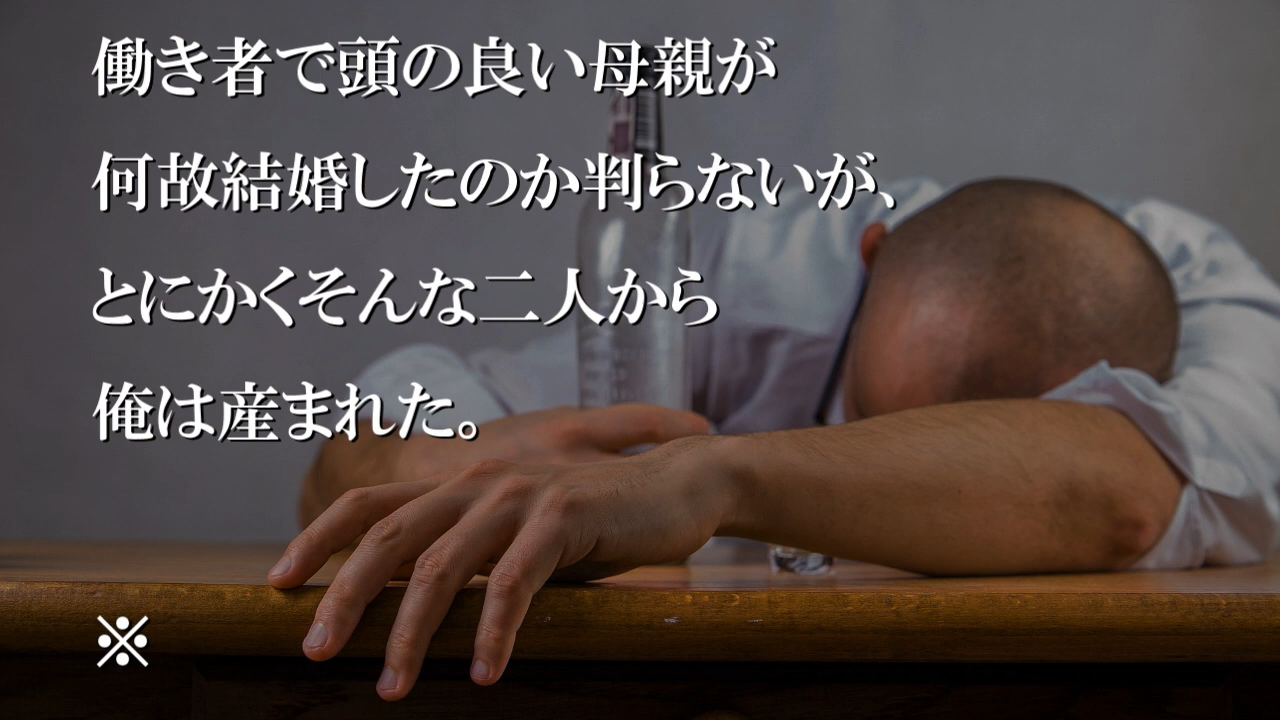 働き者で頭の良い母親が
何故結婚したのか判らないが、
とにかくそんな二人から
俺は産まれた。
※